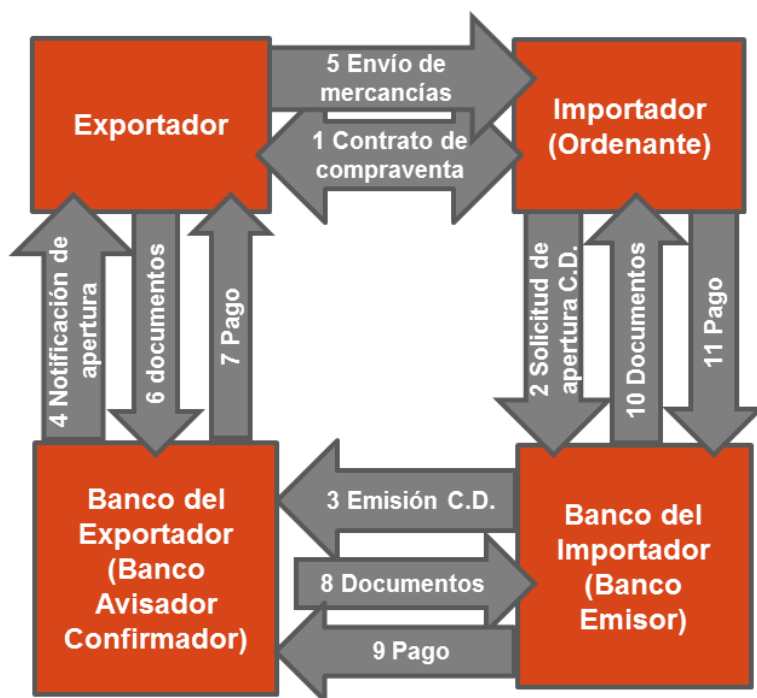 Exportador
5 Envío de
mercancías
1 Contrato de
compraventa
Importador
(Ordenante)
4 Notificación de
apertura
6 documentos
7 Pago
2 Solicitud de
apertura C.D.
10 Documentos
11 Pago
Banco del
Exportador
(Banco
Avisador
Confirmador)
3 Emisión C.D.
8 Documentos
9 Pago
Banco del
Importador
(Banco
Emisor)